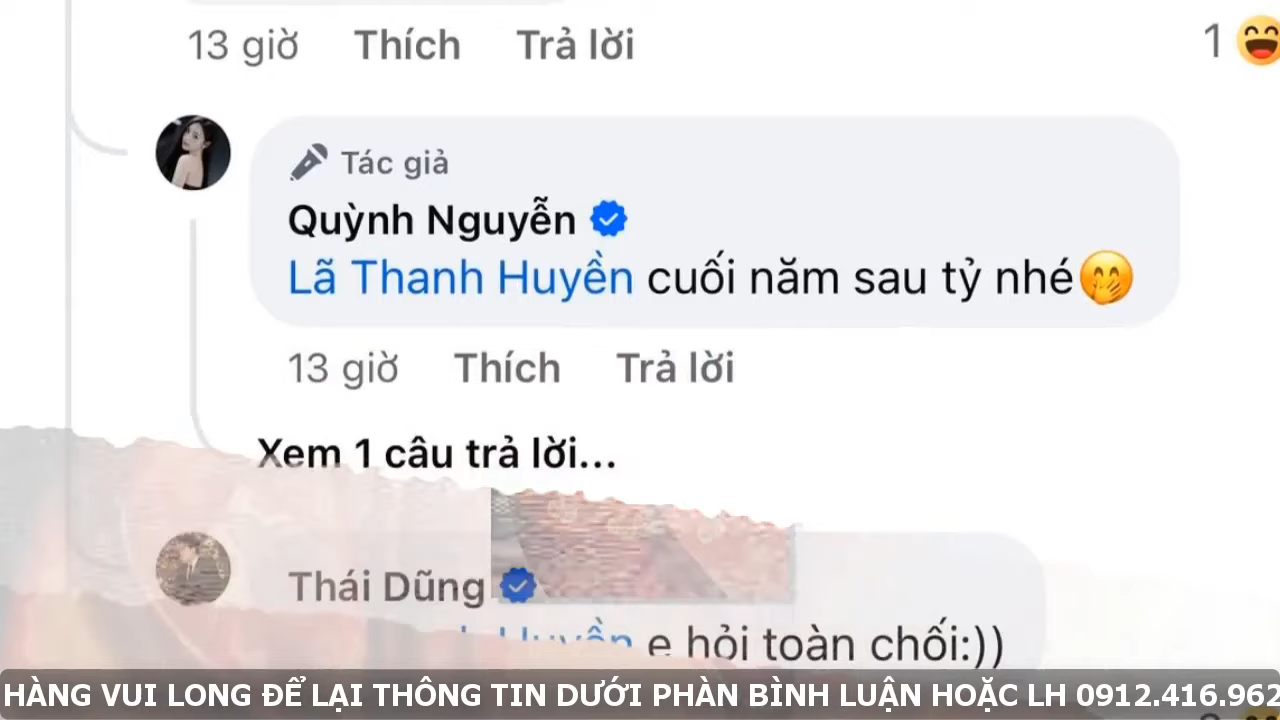 13 giờ Thích Trả lời 1
Tác giả
Quỳnh Nguyễn
Lã Thanh Huyền cuối năm sau tỷ nhé
13 giờ Thích Trả lời
Xem 1 câu trả lời...
Thái Dũng
Huyền e hỏi toàn chối:))
HÀNG VUI LONG ĐỂ LẠI THÔNG TIN DƯỚI PHÀN BÌNH LUẬN HOẶC LH 0912.416.962